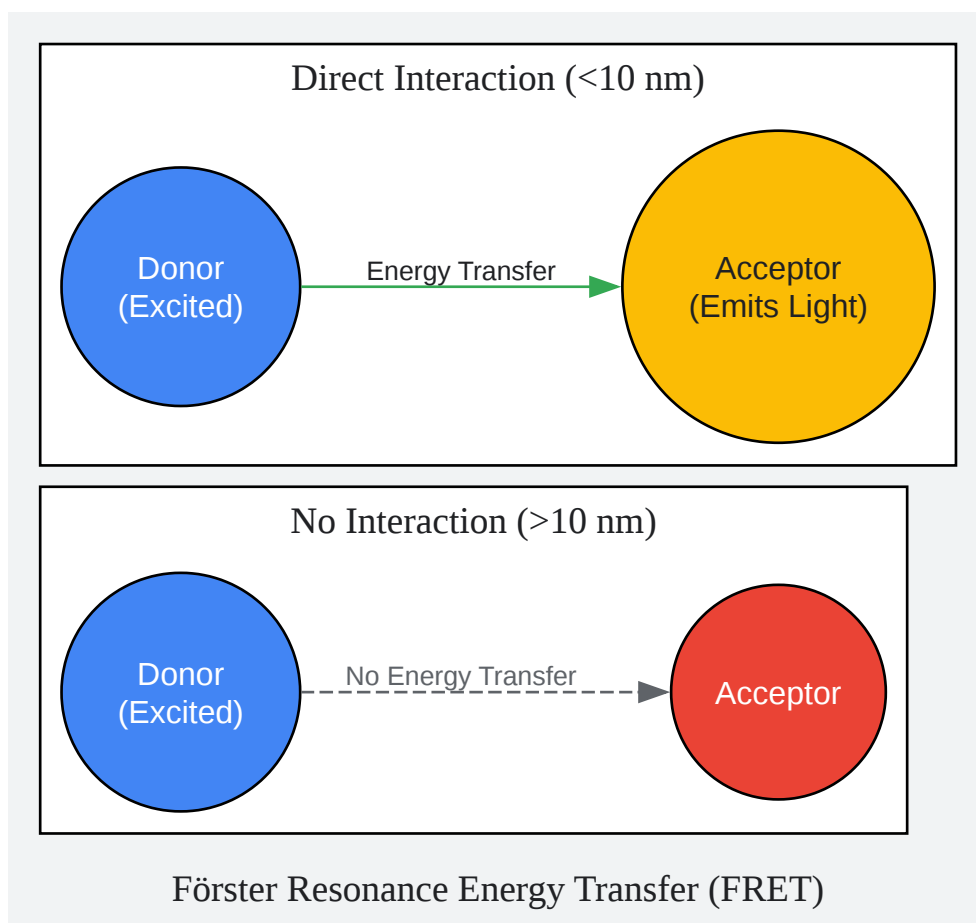 Direct Interaction (<10 nm)
Donor
(Excited)
Energy Transfer
Acceptor
(Emits Light)
No Interaction (>10 nm)
Donor
(Excited)
No Energy Transfer
Acceptor
Förster Resonance Energy Transfer (FRET)